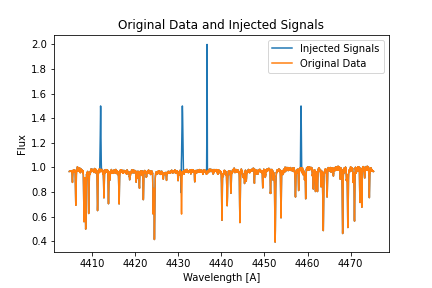 Original Data and Injected Signals
Injected Signals
Original Data
2.0
1.8
1.6
1.4
1.2
1.0
0.8
0.6
0.4
Flux
4410 4420 4430 4440 4450 4460 4470
Wavelength [A]